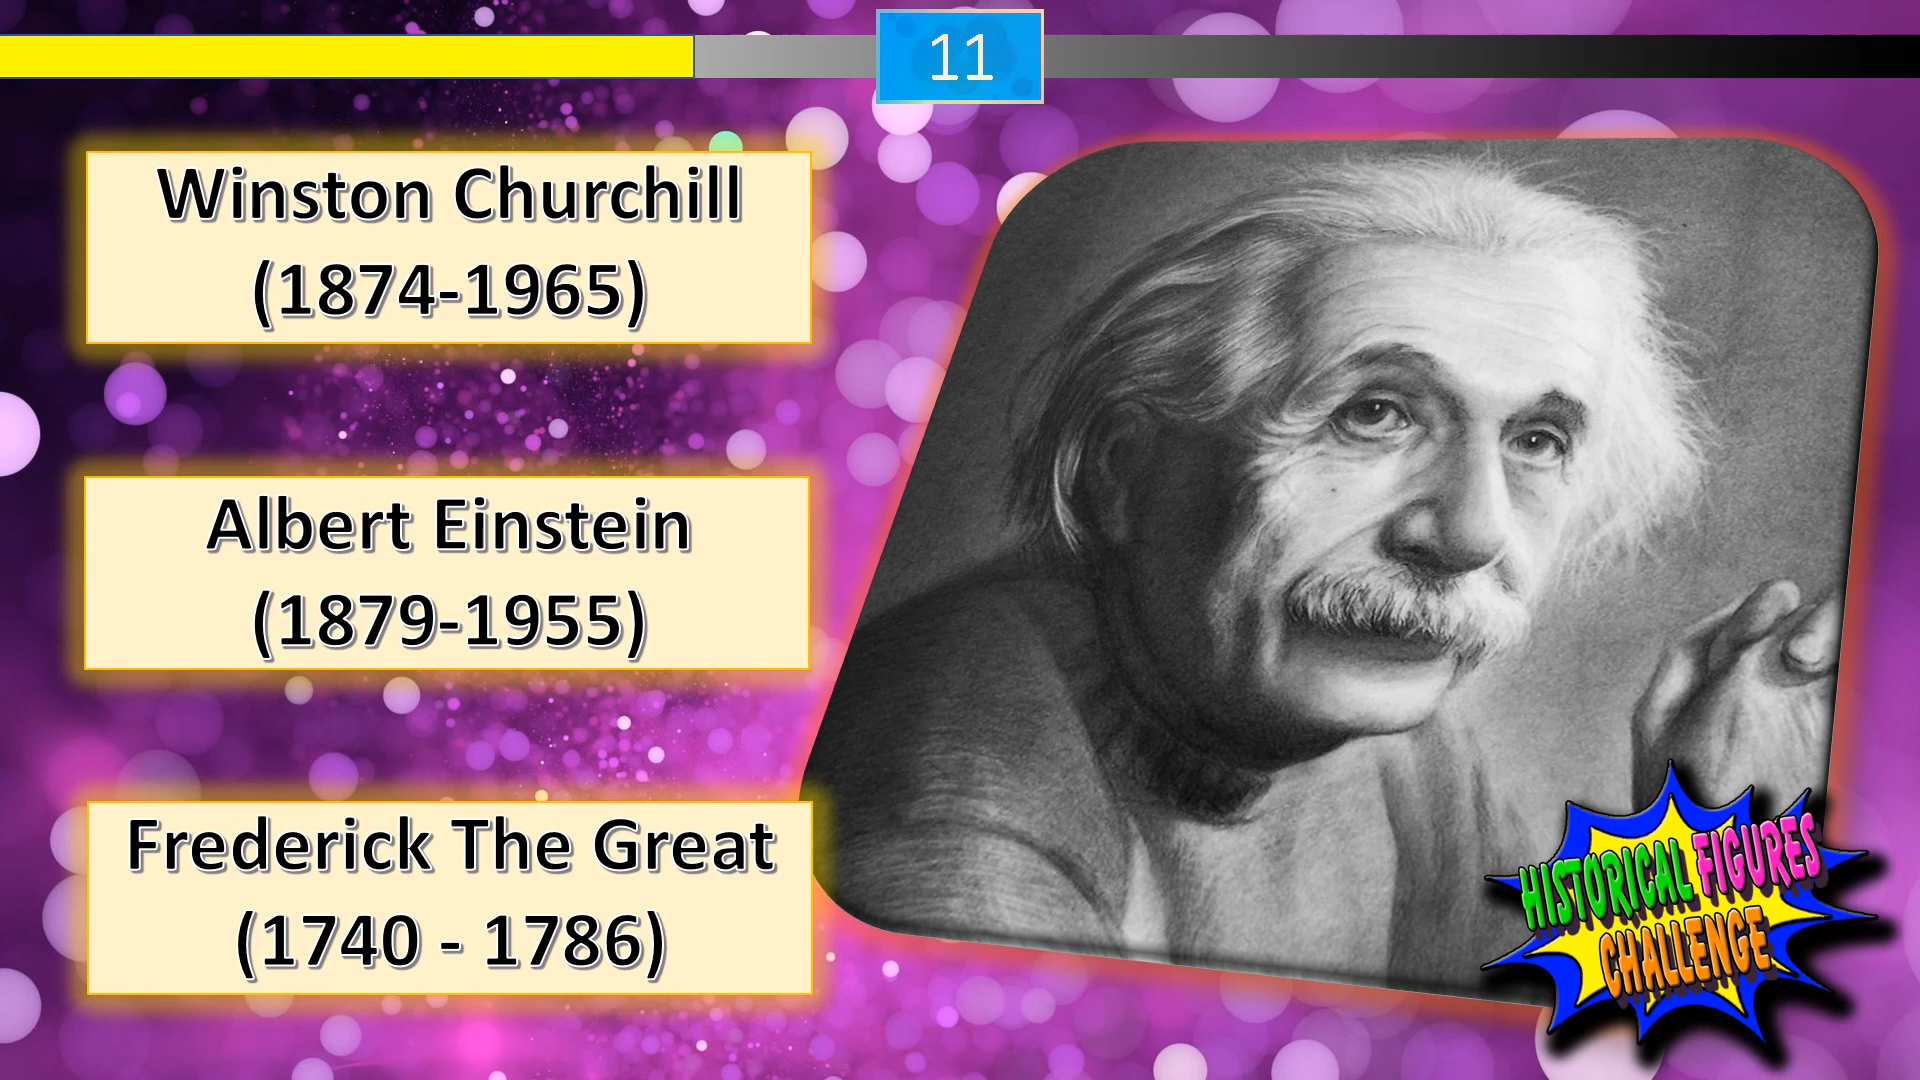 11
Winston Churchill
(1874-1965)
Albert Einstein
(1879-1955)
Frederick The Great
(1740 - 1786)
HISTORICAL FIGURES
CHALLENGE